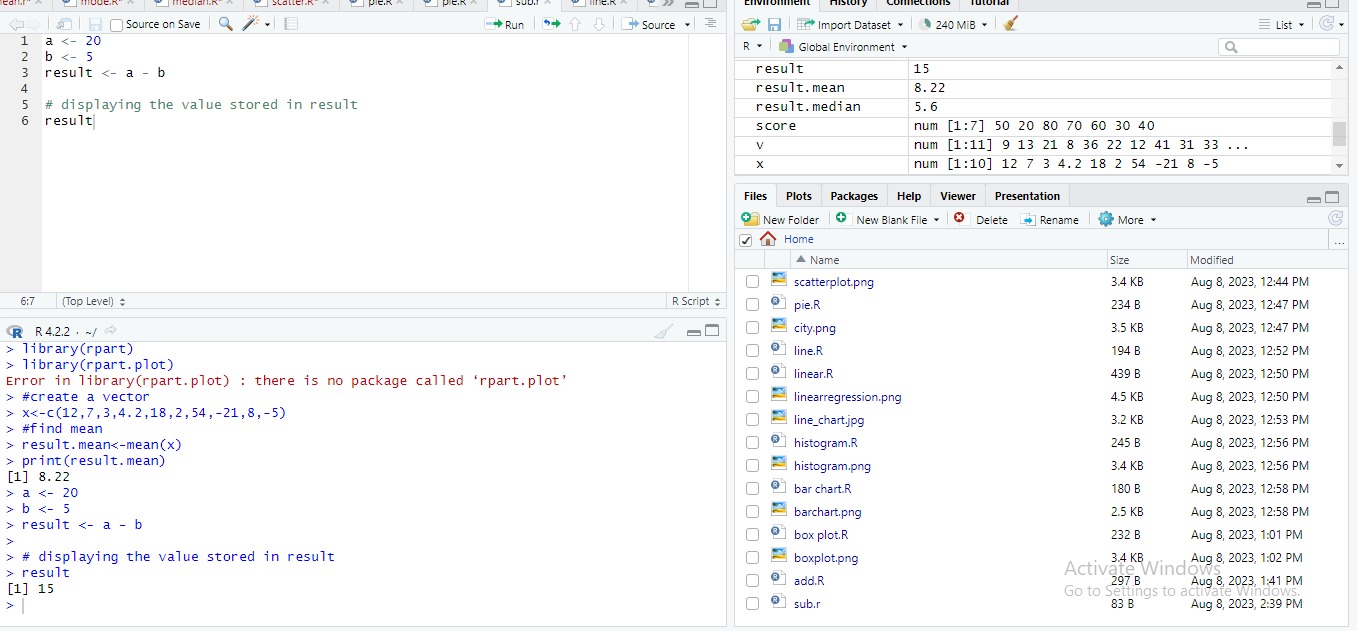 mode.R* median.R* scatter.R* pie.R pie.R sub.r line.R
Source on Save Run Source
1 a <- 20
2 b <- 5
3 result <- a - b
4
5 # displaying the value stored in result
6 result
6:7 (Top Level) R Script
R 4.2.2 · ~/
> library(rpart)
> library(rpart.plot)
Error in library(rpart.plot) : there is no package called ‘rpart.plot’
> #create a vector
> x<-c(12,7,3,4.2,18,2,54,-21,8,-5)
> #find mean
> result.mean<-mean(x)
> print(result.mean)
[1] 8.22
> a <- 20
> b <- 5
> result <- a - b
>
> # displaying the value stored in result
> result
[1] 15
>
Environment History Connections Tutorial
Import Dataset 240 MiB List
R Global Environment
result 15
result.mean 8.22
result.median 5.6
score num [1:7] 50 20 80 70 60 30 40
v num [1:11] 9 13 21 8 36 22 12 41 31 33 ...
x num [1:10] 12 7 3 4.2 18 2 54 -21 8 -5
Files Plots Packages Help Viewer Presentation
New Folder New Blank File Delete Rename More
Home ...
Name Size Modified
scatterplot.png 3.4 KB Aug 8, 2023, 12:44 PM
pie.R 234 B Aug 8, 2023, 12:47 PM
city.png 3.5 KB Aug 8, 2023, 12:47 PM
line.R 194 B Aug 8, 2023, 12:52 PM
linear.R 439 B Aug 8, 2023, 12:50 PM
linearregression.png 4.5 KB Aug 8, 2023, 12:50 PM
line_chart.jpg 3.2 KB Aug 8, 2023, 12:53 PM
histogram.R 245 B Aug 8, 2023, 12:56 PM
histogram.png 3.4 KB Aug 8, 2023, 12:56 PM
bar chart.R 180 B Aug 8, 2023, 12:58 PM
barchart.png 2.5 KB Aug 8, 2023, 12:58 PM
box plot.R 232 B Aug 8, 2023, 1:01 PM
boxplot.png 3.4 KB Aug 8, 2023, 1:02 PM
add.R 297 B Aug 8, 2023, 1:41 PM
sub.r 83 B Aug 8, 2023, 2:39 PM
Activate Windows
Go to Settings to activate Windows.